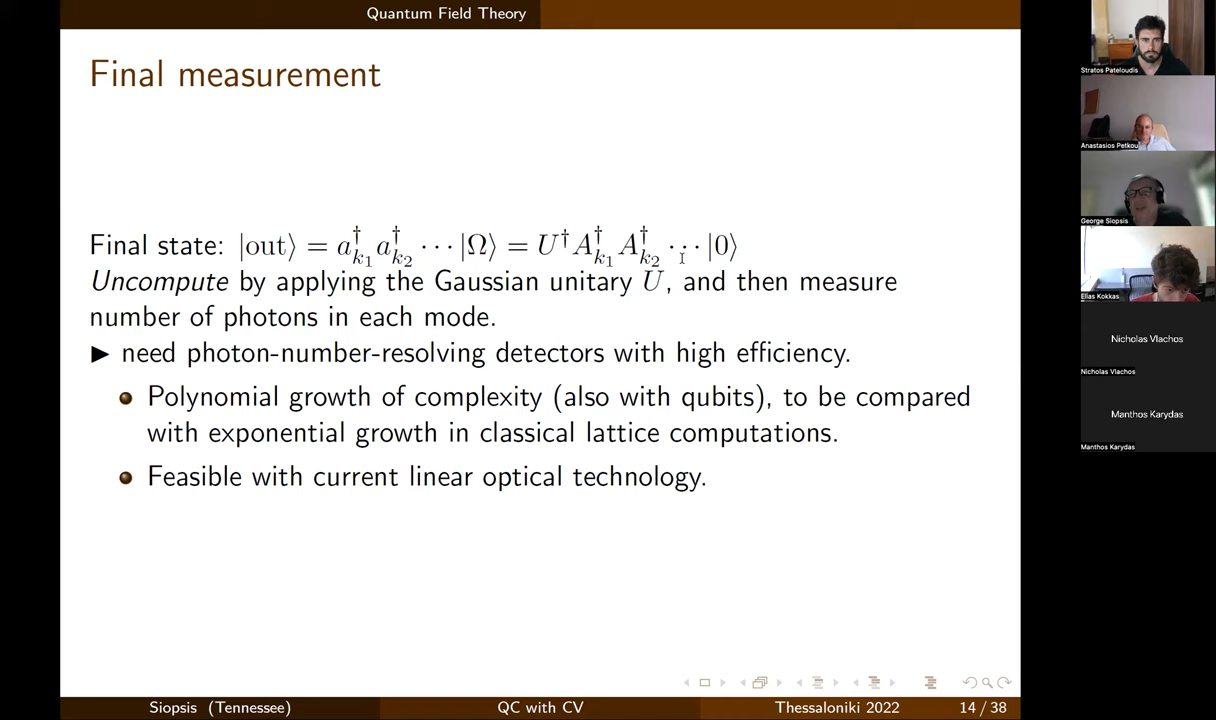 Quantum Field Theory
Final measurement
Final state: |out⟩ = a†k₁ a†k₂ ··· |Ω⟩ = U†A†k₁ A†k₂ ··· |0⟩
Uncompute by applying the Gaussian unitary U, and then measure
number of photons in each mode.
▶ need photon-number-resolving detectors with high efficiency.
Polynomial growth of complexity (also with qubits), to be compared
with exponential growth in classical lattice computations.
Feasible with current linear optical technology.
Siopsis (Tennessee) QC with CV Thessaloniki 2022 14 / 38
Stratos Pateloudis
Anastasios Petkou
George Siopsis
Elias Kokkas
Nicholas Vlachos
Nicholas Vlachos
Manthos Karydas
Manthos Karydas